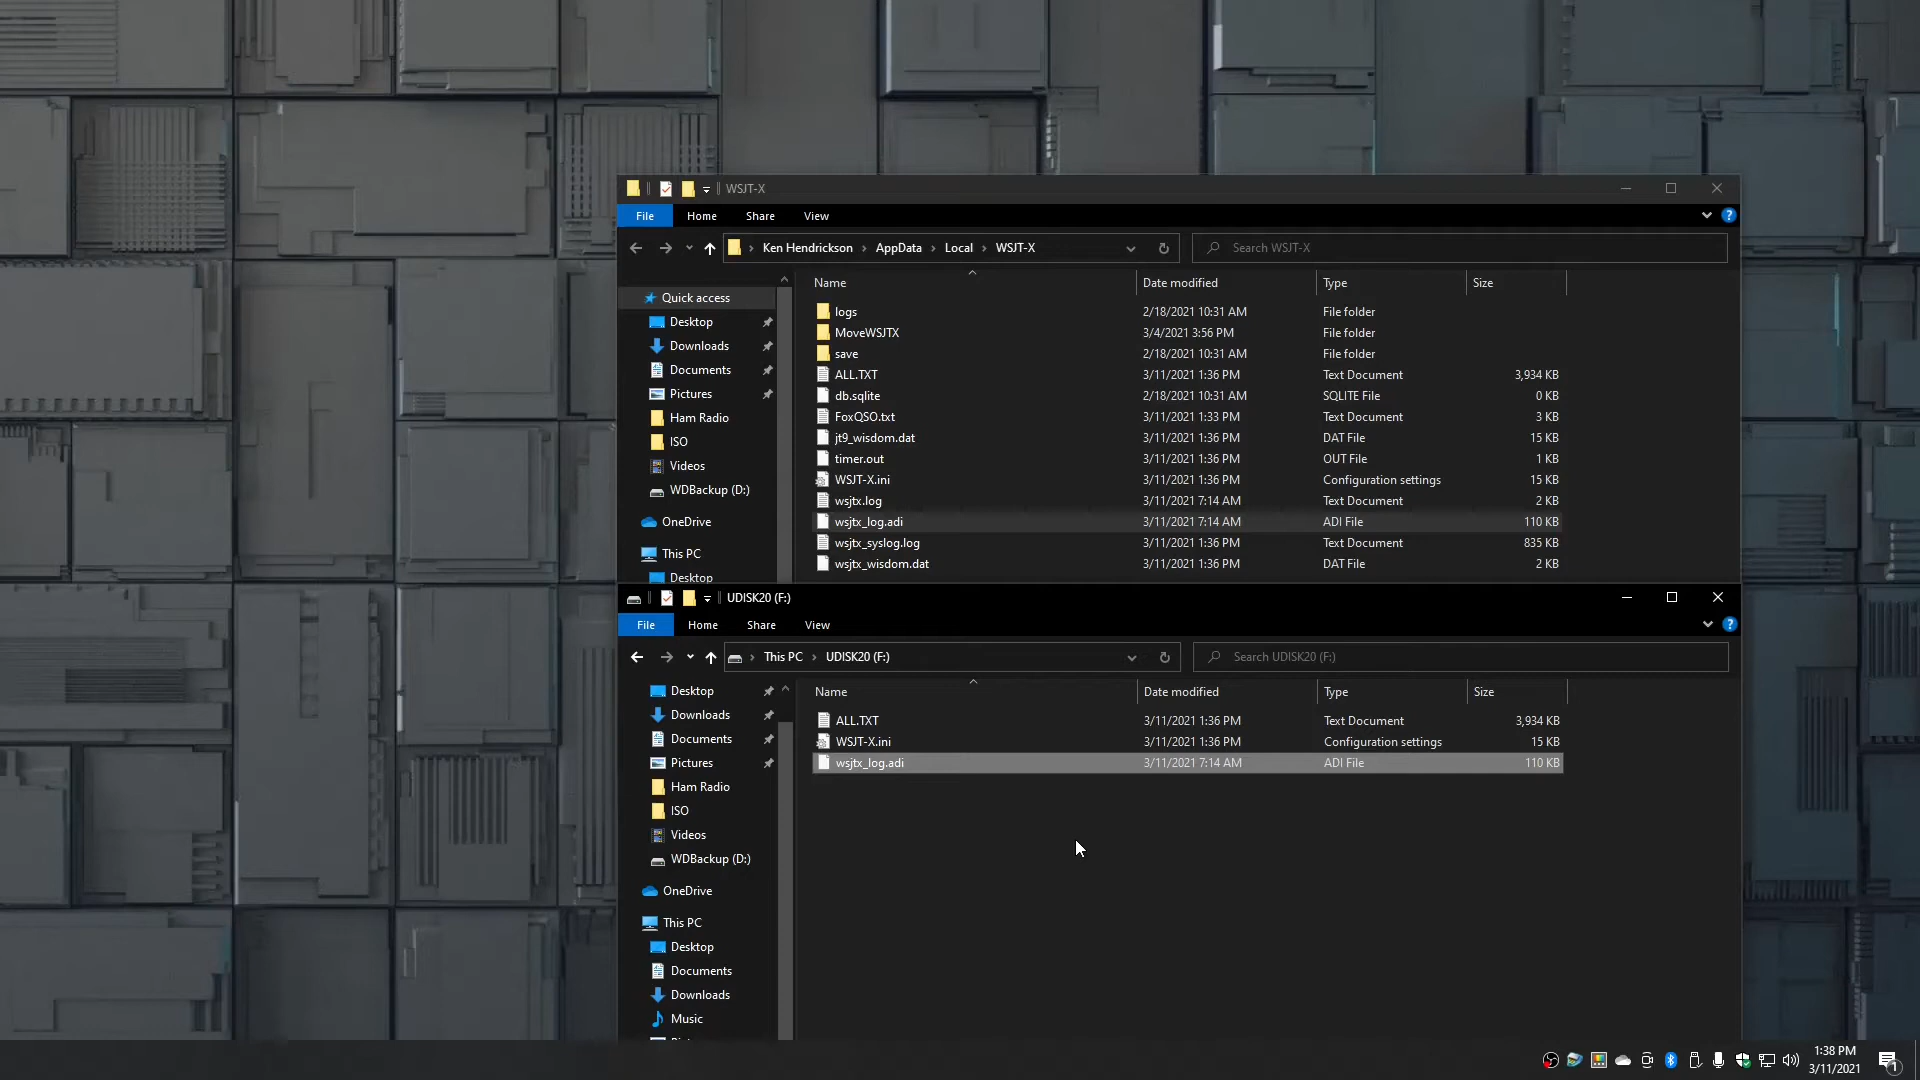 WSJT-X
File Home Share View
Ken Hendrickson AppData Local WSJT-X Search WSJT-X
Name Date modified Type Size
Quick access
Desktop
Downloads
Documents
Pictures
Ham Radio
ISO
Videos
WDBackup (D:)
OneDrive
This PC
Desktop
logs 2/18/2021 10:31 AM File folder
MoveWSJTX 3/4/2021 3:56 PM File folder
save 2/18/2021 10:31 AM File folder
ALL.TXT 3/11/2021 1:36 PM Text Document 3,934 KB
db.sqlite 2/18/2021 10:31 AM SQLITE File 0 KB
FoxQSO.txt 3/11/2021 1:33 PM Text Document 3 KB
jt9_wisdom.dat 3/11/2021 1:36 PM DAT File 15 KB
timer.out 3/11/2021 1:36 PM OUT File 1 KB
WSJT-X.ini 3/11/2021 1:36 PM Configuration settings 15 KB
wsjtx.log 3/11/2021 7:14 AM Text Document 2 KB
wsjtx_log.adi 3/11/2021 7:14 AM ADI File 110 KB
wsjtx_syslog.log 3/11/2021 1:36 PM Text Document 835 KB
wsjtx_wisdom.dat 3/11/2021 1:36 PM DAT File 2 KB
UDISK20 (F:)
File Home Share View
This PC UDISK20 (F:) Search UDISK20 (F:)
Name Date modified Type Size
Desktop
Downloads
Documents
Pictures
Ham Radio
ISO
Videos
WDBackup (D:)
OneDrive
This PC
Desktop
Documents
Downloads
Music
ALL.TXT 3/11/2021 1:36 PM Text Document 3,934 KB
WSJT-X.ini 3/11/2021 1:36 PM Configuration settings 15 KB
wsjtx_log.adi 3/11/2021 7:14 AM ADI File 110 KB
1:38 PM
3/11/2021
1